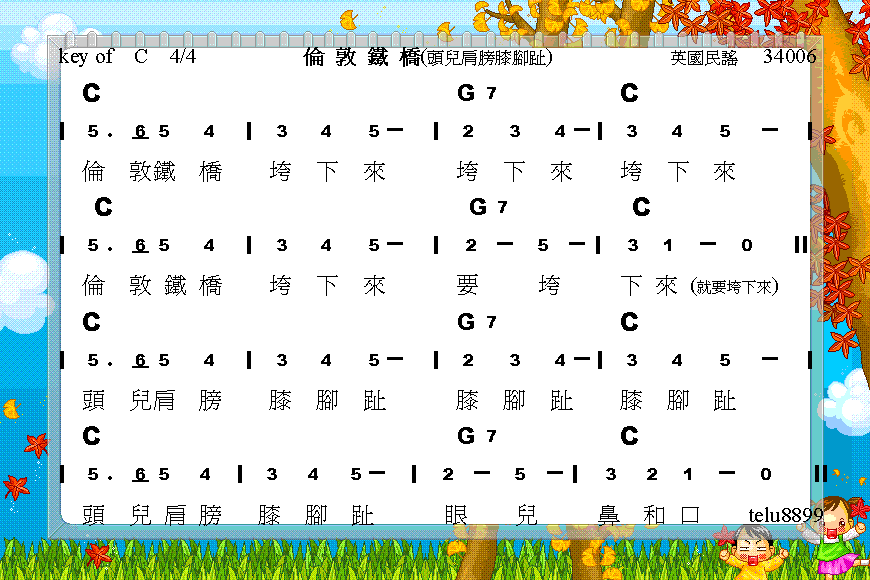 key of C 4/4 倫敦鐵橋(頭兒肩膀膝腳趾) 英國民謠 34006
C G7 C
| 5 . 6 5 4 | 3 4 5 — | 2 3 4 — | 3 4 5 — |
倫 敦鐵 橋 垮 下 來 垮 下 來 垮 下 來
C G7 C
| 5 . 6 5 4 | 3 4 5 — | 2 — 5 — | 3 1 — 0 ||
倫 敦 鐵 橋 垮 下 來 要 垮 下 來 (就要垮下來)
C G7 C
| 5 . 6 5 4 | 3 4 5 — | 2 3 4 — | 3 4 5 — |
頭 兒肩 膀 膝 腳 趾 膝 腳 趾 膝 腳 趾
C G7 C
| 5 . 6 5 4 | 3 4 5 — | 2 — 5 — | 3 2 1 — 0 ||
頭 兒 肩 膀 膝 腳 趾 眼 兒 鼻 和 口 telu8899